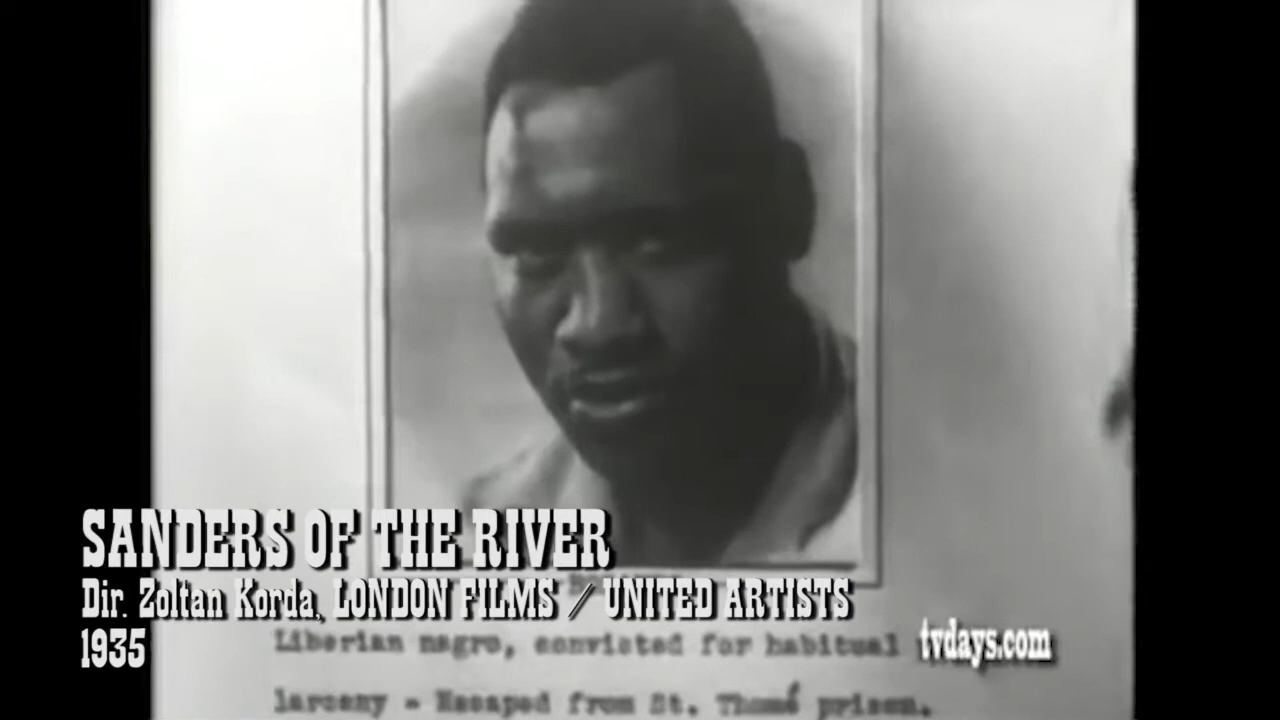 SANDERS OF THE RIVER
Dir. Zoltan Korda, LONDON FILMS / UNITED ARTISTS
1935
Liberian negro, convicted for habitual
tvdays.com
larceny - Escaped from St. Thomé prison.